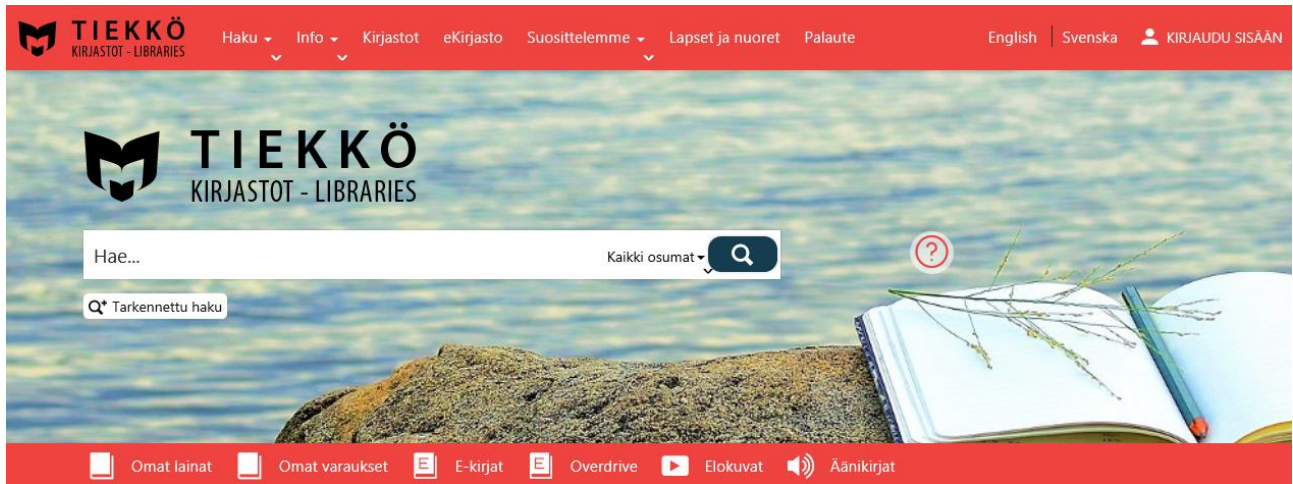 TIEKKÖ
KIRJASTOT - LIBRARIES
Haku Info Kirjastot eKirjasto Suosittelemme Lapset ja nuoret Palaute English Svenska KIRJAUDU SISÄÄN
TIEKKÖ
KIRJASTOT - LIBRARIES
Hae... Kaikki osumat
?
Tarkennettu haku
Omat lainat Omat varaukset E E-kirjat E Overdrive Elokuvat Äänikirjat